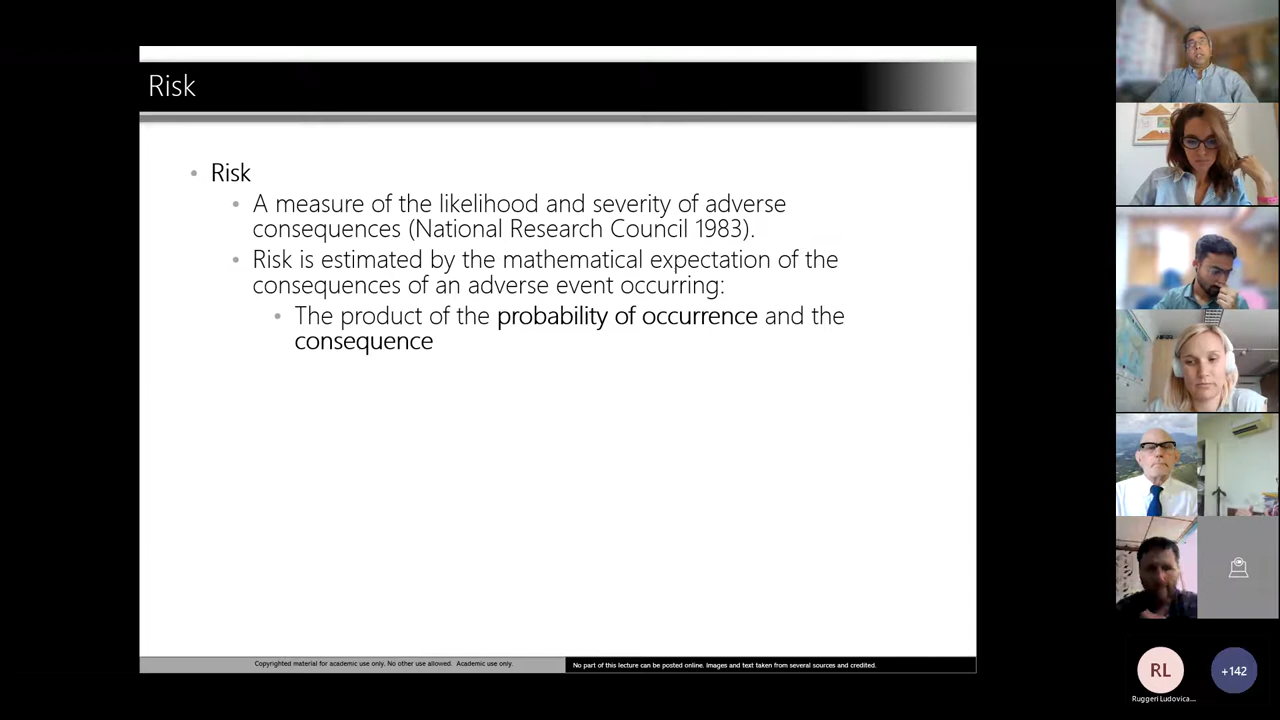 Risk
Risk
A measure of the likelihood and severity of adverse
consequences (National Research Council 1983).
Risk is estimated by the mathematical expectation of the
consequences of an adverse event occurring:
The product of the probability of occurrence and the
consequence
Copyrighted material for academic use only. No other use allowed. Academic use only.
No part of this lecture can be posted online. Images and text taken from several sources and credited.
RL
+142
Ruggeri Ludovica...